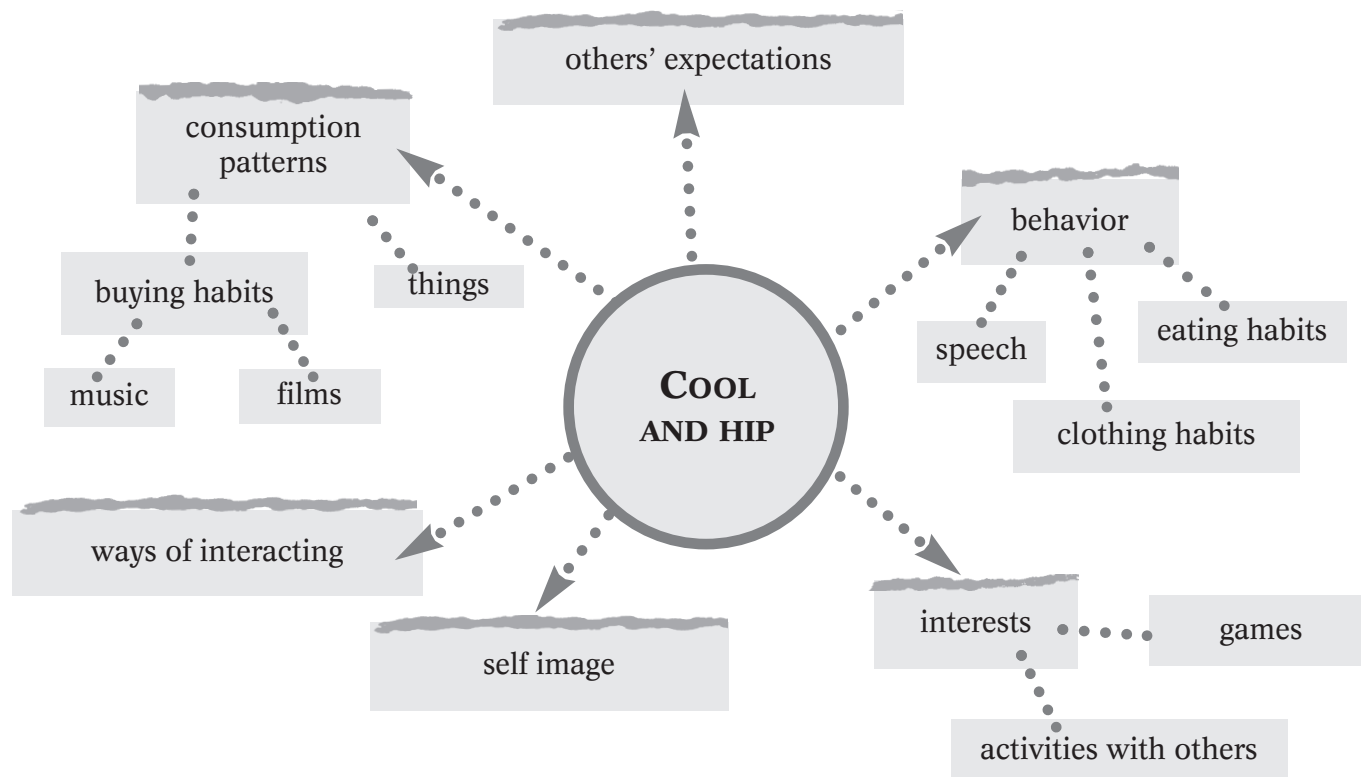 others’ expectations
consumption
patterns
behavior
buying habits
things
speech
eating habits
music
films
clothing habits
COOL
AND HIP
ways of interacting
self image
interests
games
activities with others